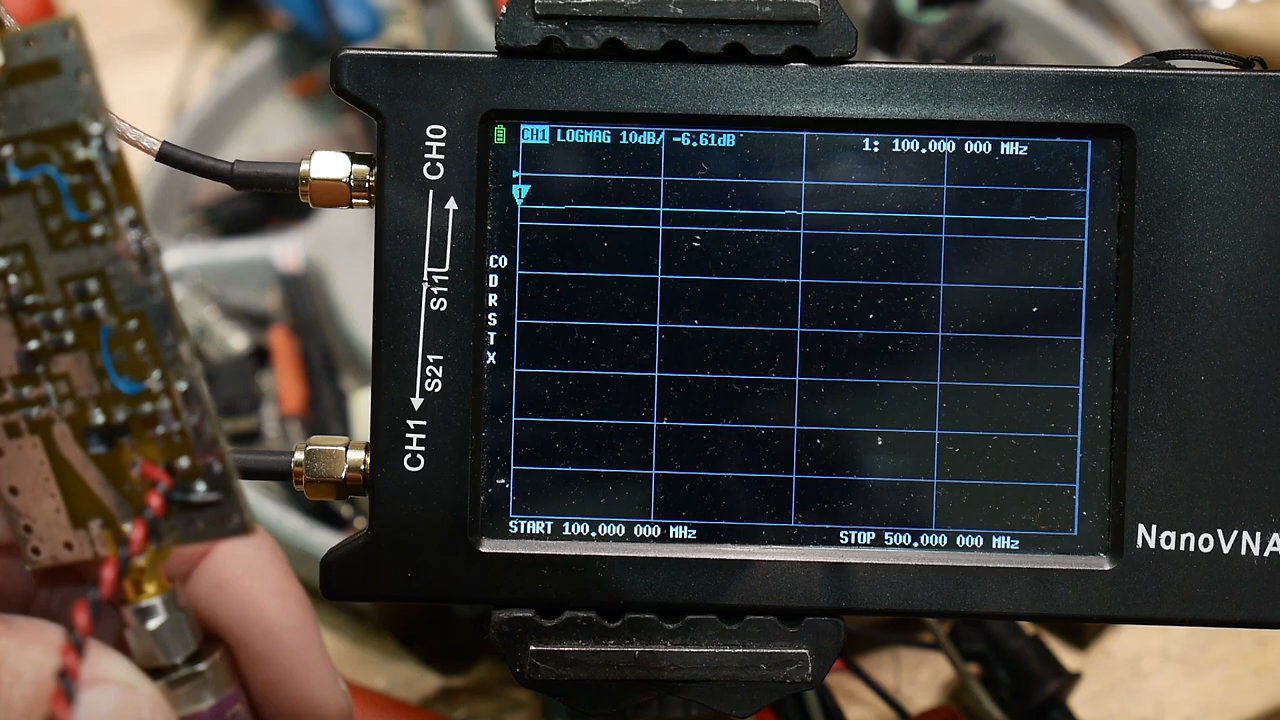 CH0
S11
S21
CH1
CH1 LOGMAG 10dB/ -6.61dB
1: 100.000 000 MHz
1
C0
D
R
S
T
X
START 100.000 000 MHz
STOP 500.000 000 MHz
NanoVNA